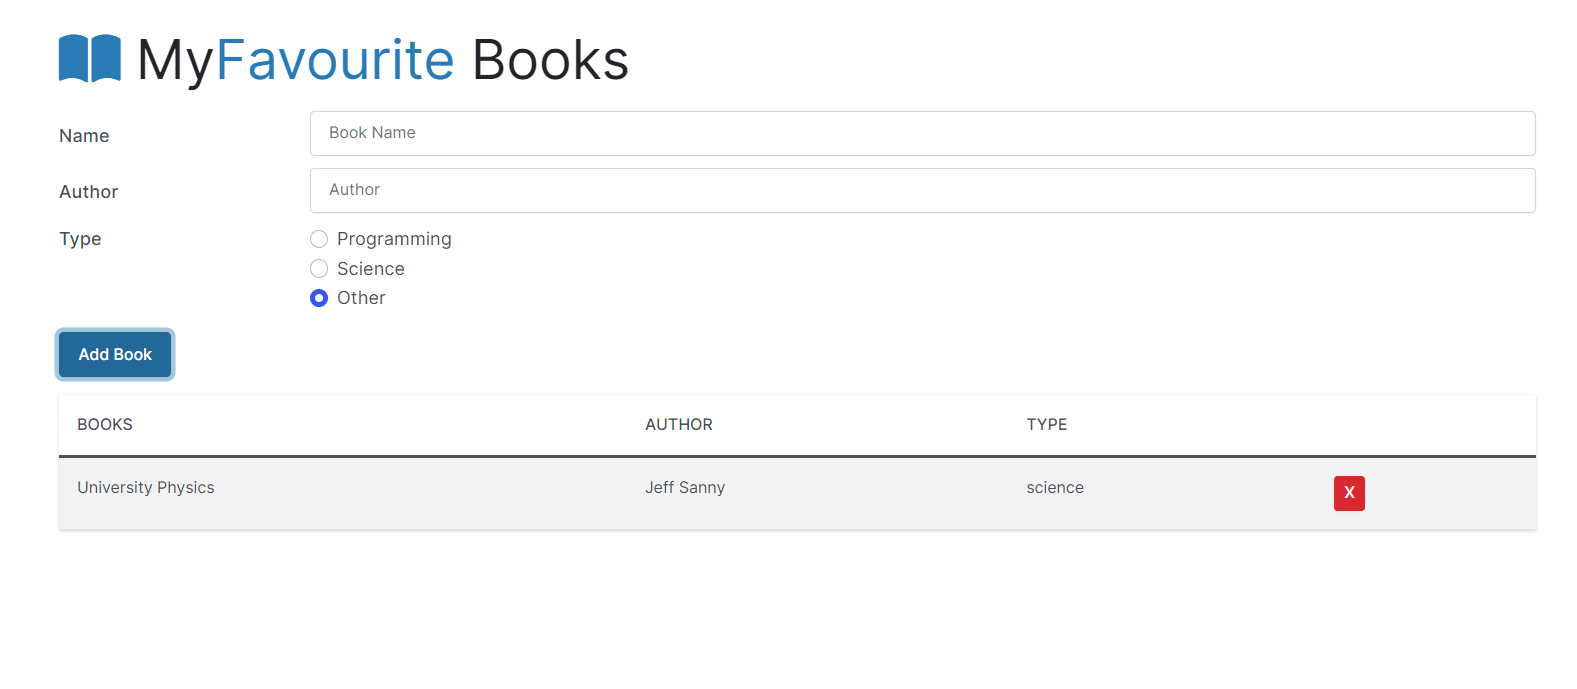 MyFavourite Books
Name
Book Name
Author
Author
Type
Programming
Science
Other
Add Book
BOOKS AUTHOR TYPE
University Physics Jeff Sanny science X